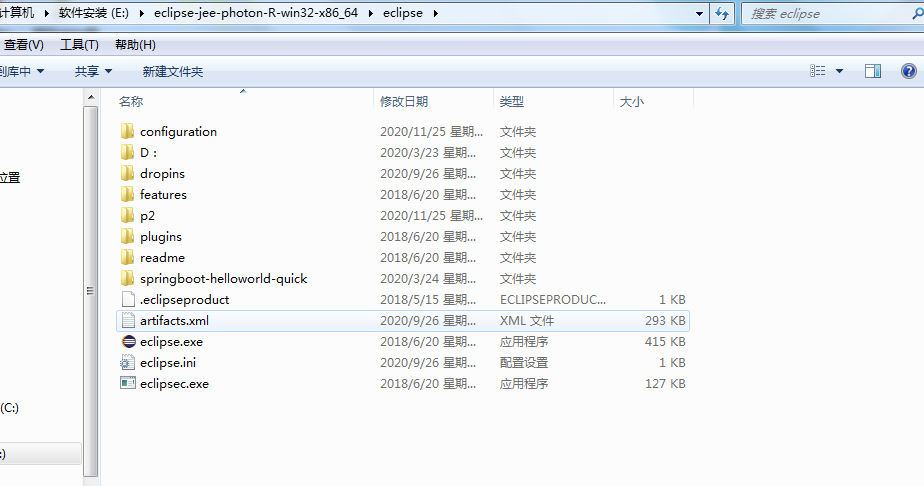 计算机 ▸ 软件安装 (E:) ▸ eclipse-jee-photon-R-win32-x86_64 ▸ eclipse ▸ 搜索 eclipse
查看(V) 工具(T) 帮助(H)
到库中 共享 新建文件夹
名称 修改日期 类型 大小
configuration 2020/11/25 星期... 文件夹
D： 2020/3/23 星期... 文件夹
dropins 2020/9/26 星期... 文件夹
features 2018/6/20 星期... 文件夹
p2 2020/11/25 星期... 文件夹
plugins 2018/6/20 星期... 文件夹
readme 2018/6/20 星期... 文件夹
springboot-helloworld-quick 2020/3/24 星期... 文件夹
.eclipseproduct 2018/5/15 星期... ECLIPSEPRODUC... 1 KB
artifacts.xml 2020/9/26 星期... XML 文件 293 KB
eclipse.exe 2018/6/20 星期... 应用程序 415 KB
eclipse.ini 2020/9/26 星期... 配置设置 1 KB
eclipsec.exe 2018/6/20 星期... 应用程序 127 KB
位置
(C:)
:)